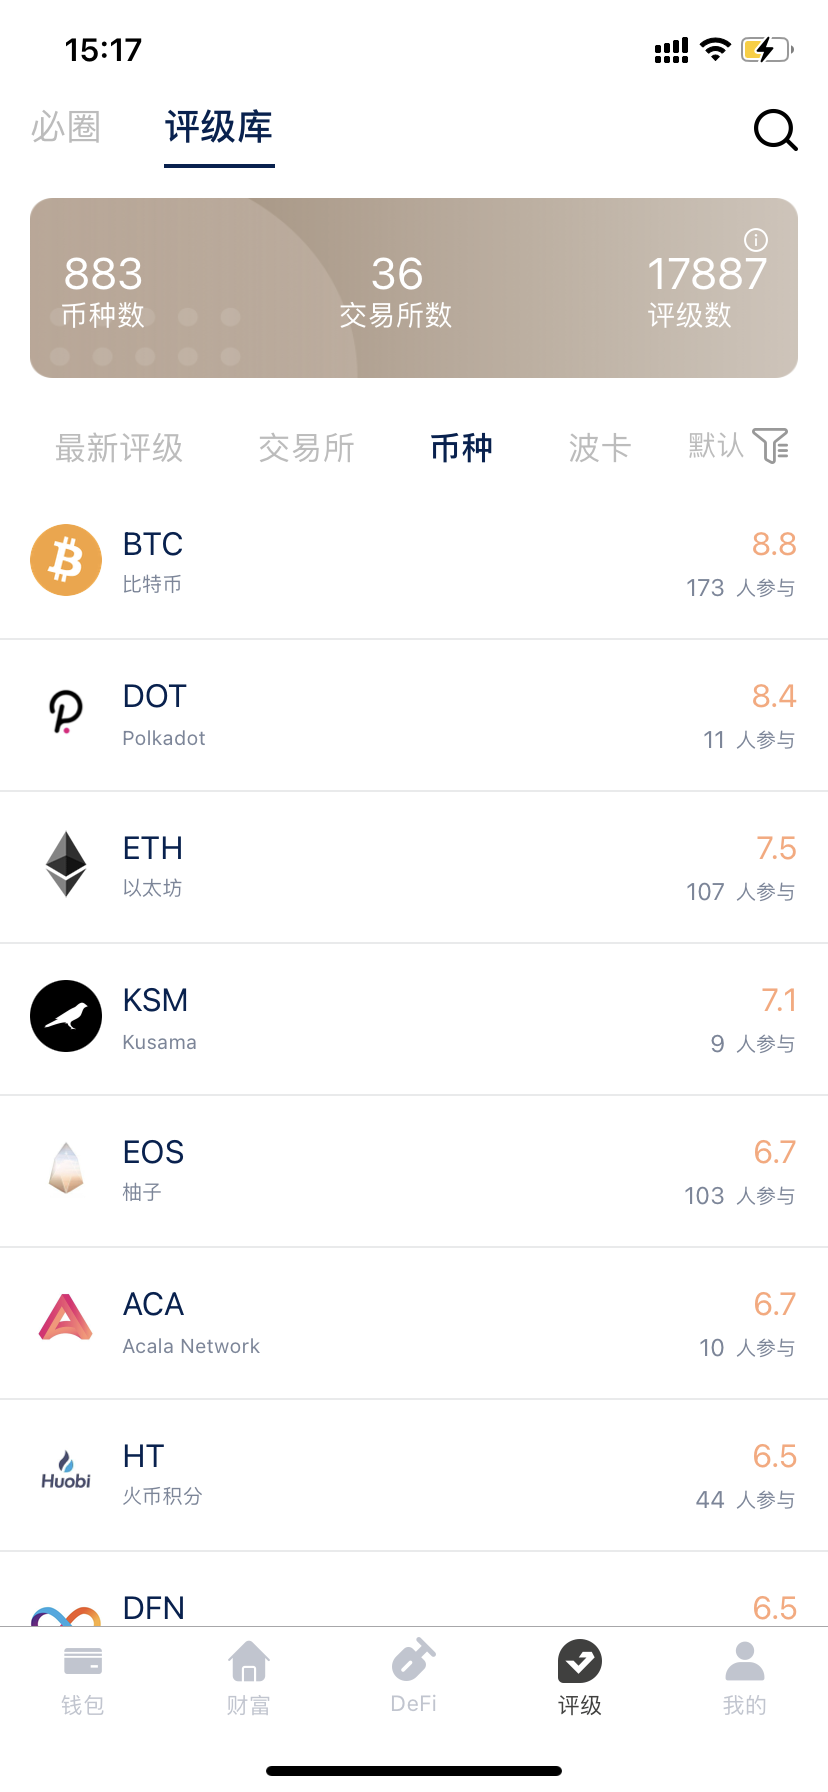 15:17
必圈 评级库
883 36 17887
币种数 交易所数 评级数
最新评级 交易所 币种 波卡 默认
BTC 8.8
比特币 173 人参与
DOT 8.4
Polkadot 11 人参与
ETH 7.5
以太坊 107 人参与
KSM 7.1
Kusama 9 人参与
EOS 6.7
柚子 103 人参与
ACA 6.7
Acala Network 10 人参与
HT 6.5
Huobi
火币积分 44 人参与
DFN 6.5
钱包 财富 DeFi 评级 我的